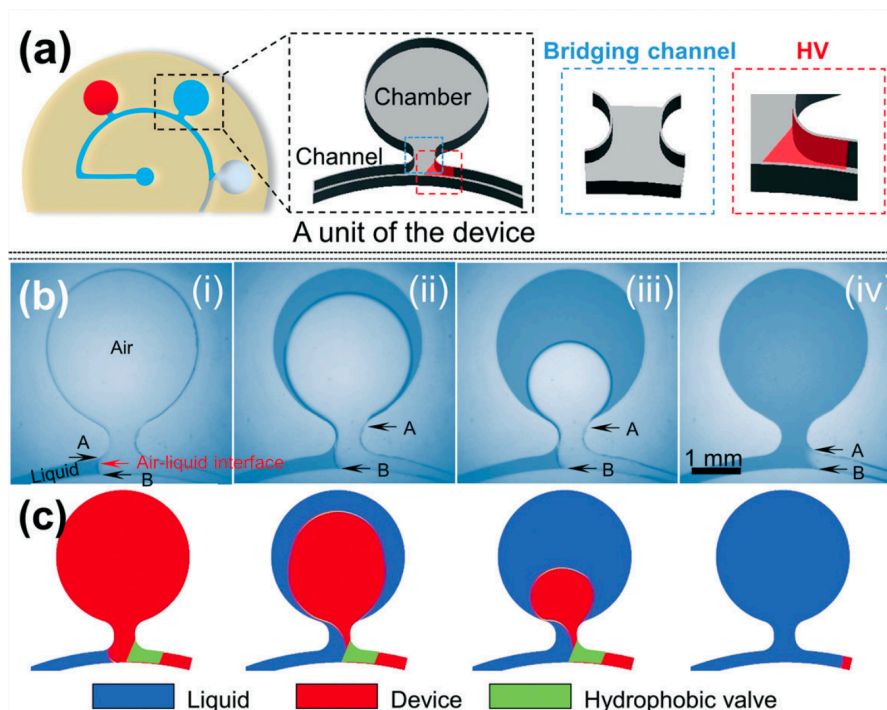 (a)
Bridging channel
HV
Chamber
Channel
A unit of the device
(b)
(i)
(ii)
(iii)
(iv)
Air
A
A
A
A
Liquid
Air-liquid interface
B
B
B
B
1 mm
(c)
Liquid
Device
Hydrophobic valve